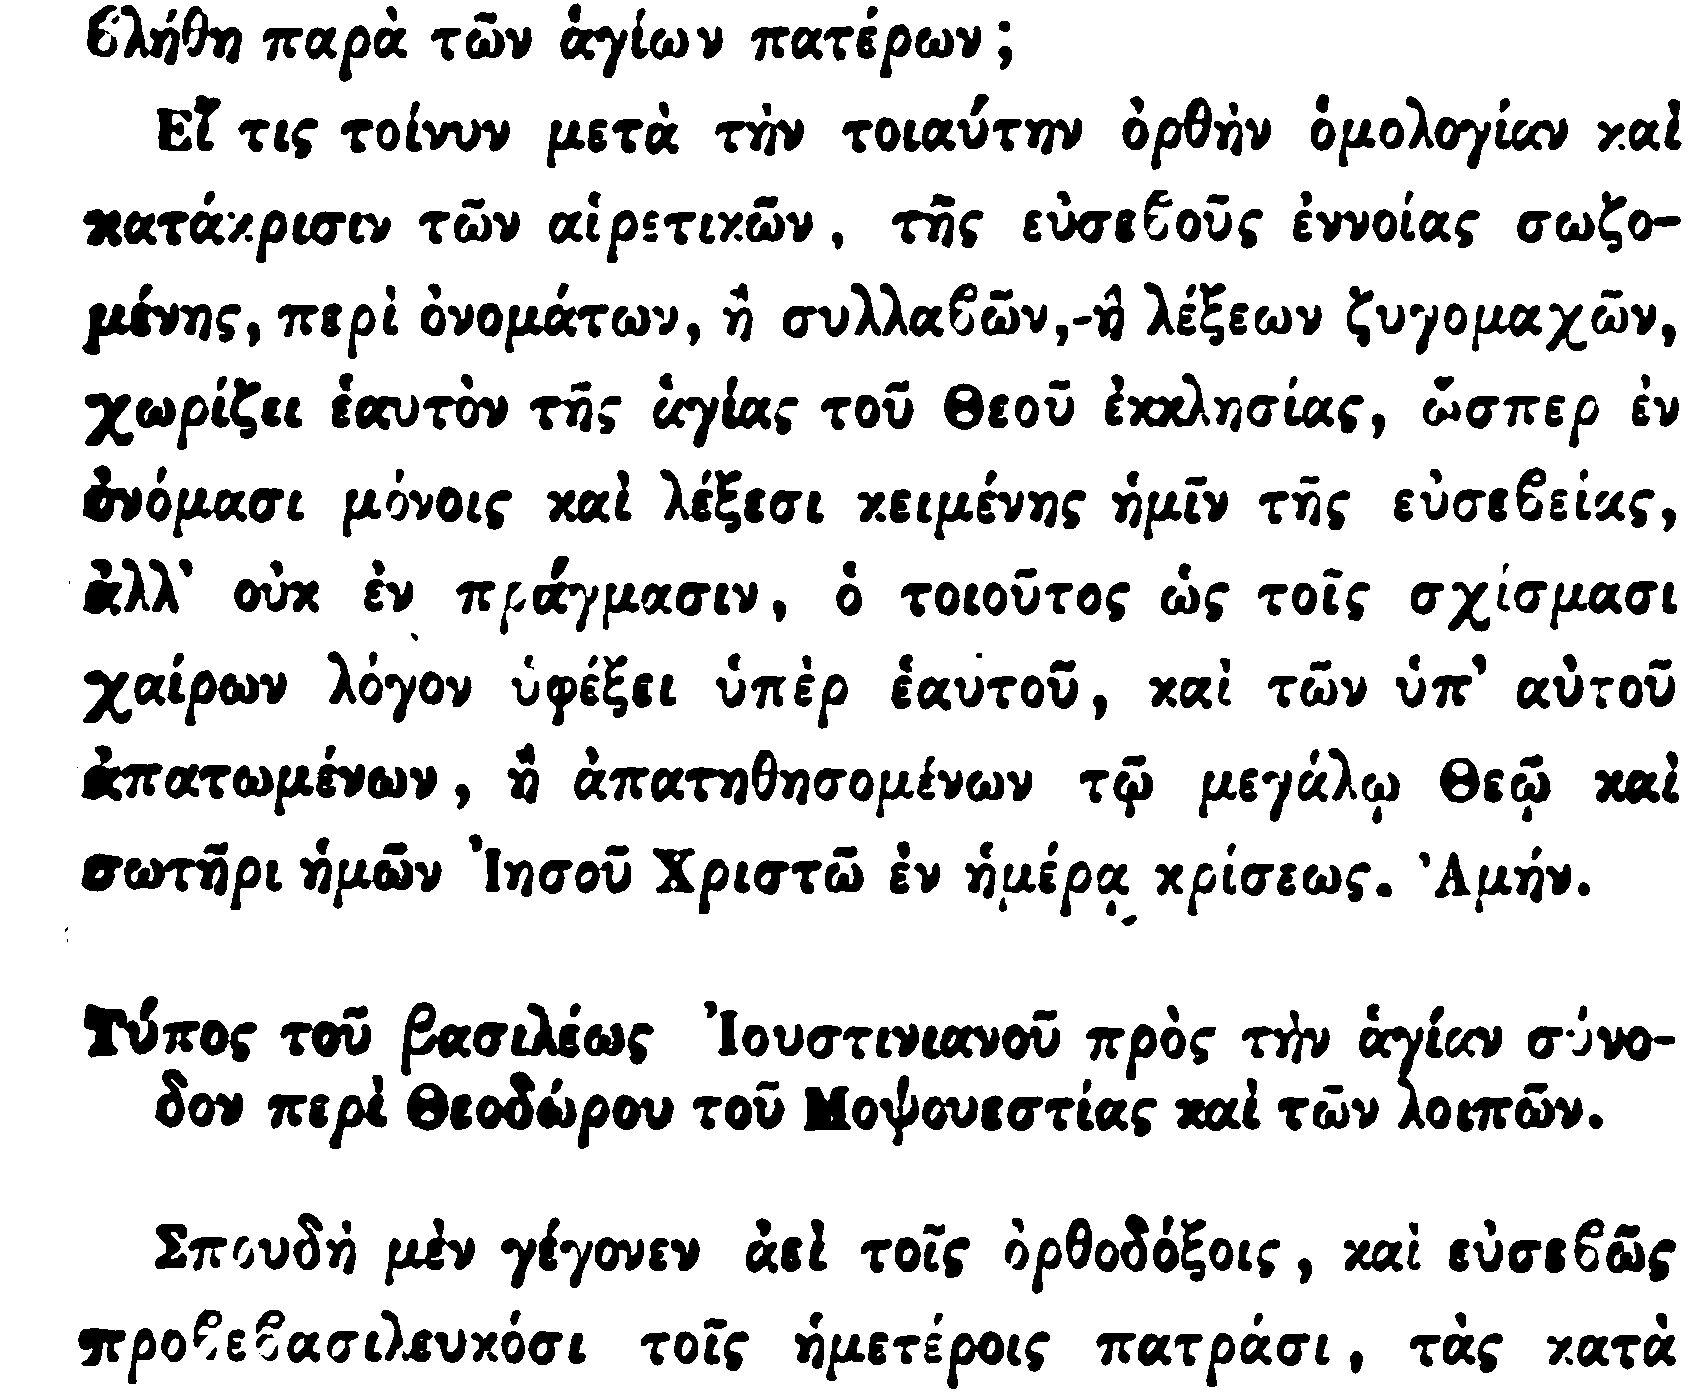 ϐλήθη παρὰ τῶν ἁγίων πατέρων;
Εἴ τις τοίνυν μετὰ τὴν τοιαύτην ὀρθὴν ὁμολογίαν καὶ
κατάκρισιν τῶν αἱρετικῶν, τῆς εὐσεϐοῦς ἐννοίας σωζο-
μένης, περὶ ὀνομάτων, ἢ συλλαϐῶν,-ἢ λέξεων ζυγομαχῶν,
χωρίζει ἑαυτὸν τῆς ἁγίας τοῦ Θεοῦ ἐκκλησίας, ὥσπερ ἐν
ὀνόμασι μόνοις καὶ λέξεσι κειμένης ἡμῖν τῆς εὐσεϐείας,
ἀλλ' οὐκ ἐν πράγμασιν, ὁ τοιοῦτος ὡς τοῖς σχίσμασι
χαίρων λόγον ὑφέξει ὑπὲρ ἑαυτοῦ, καὶ τῶν ὑπ' αὐτοῦ
ἀπατωμένων, ἢ ἀπατηθησομένων τῷ μεγάλῳ Θεῷ καὶ
σωτῆρι ἡμῶν Ἰησοῦ Χριστῶ ἐν ἡμέρᾳ κρίσεως. Ἀμήν.
Τύπος τοῦ βασιλέως Ἰουστινιανοῦ πρὸς τὴν ἁγίαν σύνο-
δον περὶ Θεοδώρου τοῦ Μοψουεστίας καὶ τῶν λοιπῶν.
Σπουδὴ μὲν γέγονεν ἀεὶ τοῖς ὀρθοδόξοις, καὶ εὐσεϐῶς
προϐεϐασιλευκόσι τοῖς ἡμετέροις πατράσι, τὰς κατὰ